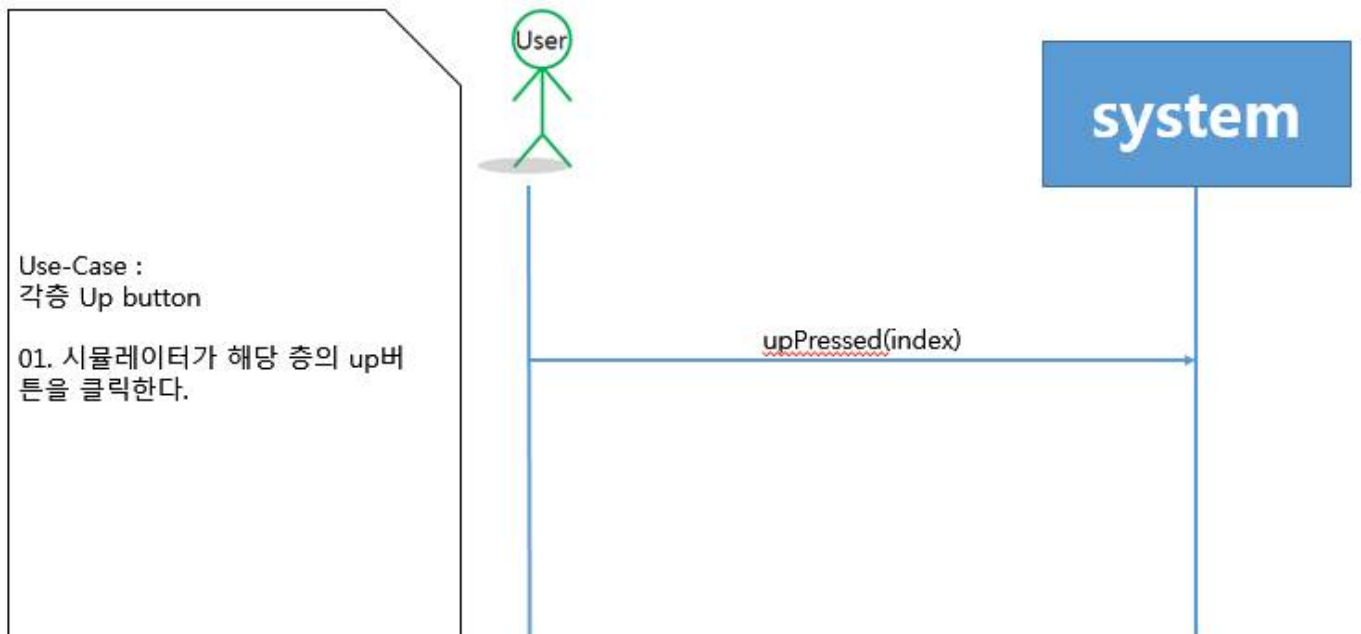 User
system
Use-Case :
각층 Up button
01. 시뮬레이터가 해당 층의 up버
튼을 클릭한다.
upPressed(index)